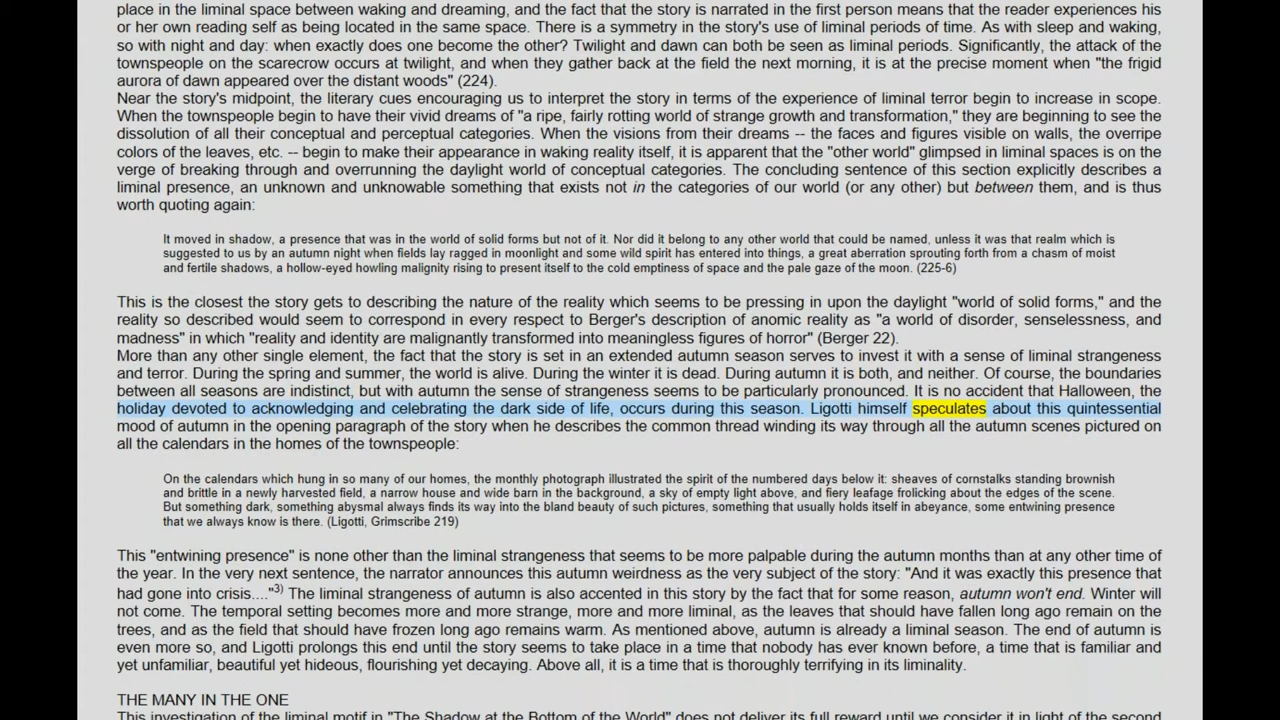 place in the liminal space between waking and dreaming, and the fact that the story is narrated in the first person means that the reader experiences his
or her own reading self as being located in the same space. There is a symmetry in the story's use of liminal periods of time. As with sleep and waking,
so with night and day: when exactly does one become the other? Twilight and dawn can both be seen as liminal periods. Significantly, the attack of the
townspeople on the scarecrow occurs at twilight, and when they gather back at the field the next morning, it is at the precise moment when "the frigid
aurora of dawn appeared over the distant woods" (224).
Near the story's midpoint, the literary cues encouraging us to interpret the story in terms of the experience of liminal terror begin to increase in scope.
When the townspeople begin to have their vivid dreams of "a ripe, fairly rotting world of strange growth and transformation," they are beginning to see the
dissolution of all their conceptual and perceptual categories. When the visions from their dreams -- the faces and figures visible on walls, the overripe
colors of the leaves, etc. -- begin to make their appearance in waking reality itself, it is apparent that the "other world" glimpsed in liminal spaces is on the
verge of breaking through and overrunning the daylight world of conceptual categories. The concluding sentence of this section explicitly describes a
liminal presence, an unknown and unknowable something that exists not in the categories of our world (or any other) but between them, and is thus
worth quoting again:
It moved in shadow, a presence that was in the world of solid forms but not of it. Nor did it belong to any other world that could be named, unless it was that realm which is
suggested to us by an autumn night when fields lay ragged in moonlight and some wild spirit has entered into things, a great aberration sprouting forth from a chasm of moist
and fertile shadows, a hollow-eyed howling malignity rising to present itself to the cold emptiness of space and the pale gaze of the moon. (225-6)
This is the closest the story gets to describing the nature of the reality which seems to be pressing in upon the daylight "world of solid forms," and the
reality so described would seem to correspond in every respect to Berger's description of anomic reality as "a world of disorder, senselessness, and
madness" in which "reality and identity are malignantly transformed into meaningless figures of horror" (Berger 22).
More than any other single element, the fact that the story is set in an extended autumn season serves to invest it with a sense of liminal strangeness
and terror. During the spring and summer, the world is alive. During the winter it is dead. During autumn it is both, and neither. Of course, the boundaries
between all seasons are indistinct, but with autumn the sense of strangeness seems to be particularly pronounced. It is no accident that Halloween, the
holiday devoted to acknowledging and celebrating the dark side of life, occurs during this season. Ligotti himself speculates about this quintessential
mood of autumn in the opening paragraph of the story when he describes the common thread winding its way through all the autumn scenes pictured on
all the calendars in the homes of the townspeople:
On the calendars which hung in so many of our homes, the monthly photograph illustrated the spirit of the numbered days below it: sheaves of cornstalks standing brownish
and brittle in a newly harvested field, a narrow house and wide barn in the background, a sky of empty light above, and fiery leafage frolicking about the edges of the scene.
But something dark, something abysmal always finds its way into the bland beauty of such pictures, something that usually holds itself in abeyance, some entwining presence
that we always know is there. (Ligotti, Grimscribe 219)
This "entwining presence" is none other than the liminal strangeness that seems to be more palpable during the autumn months than at any other time of
the year. In the very next sentence, the narrator announces this autumn weirdness as the very subject of the story: "And it was exactly this presence that
had gone into crisis...."3) The liminal strangeness of autumn is also accented in this story by the fact that for some reason, autumn won't end. Winter will
not come. The temporal setting becomes more and more strange, more and more liminal, as the leaves that should have fallen long ago remain on the
trees, and as the field that should have frozen long ago remains warm. As mentioned above, autumn is already a liminal season. The end of autumn is
even more so, and Ligotti prolongs this end until the story seems to take place in a time that nobody has ever known before, a time that is familiar and
yet unfamiliar, beautiful yet hideous, flourishing yet decaying. Above all, it is a time that is thoroughly terrifying in its liminality.
THE MANY IN THE ONE
This investigation of the liminal motif in "The Shadow at the Bottom of the World" does not deliver its full reward until we consider it in light of the second